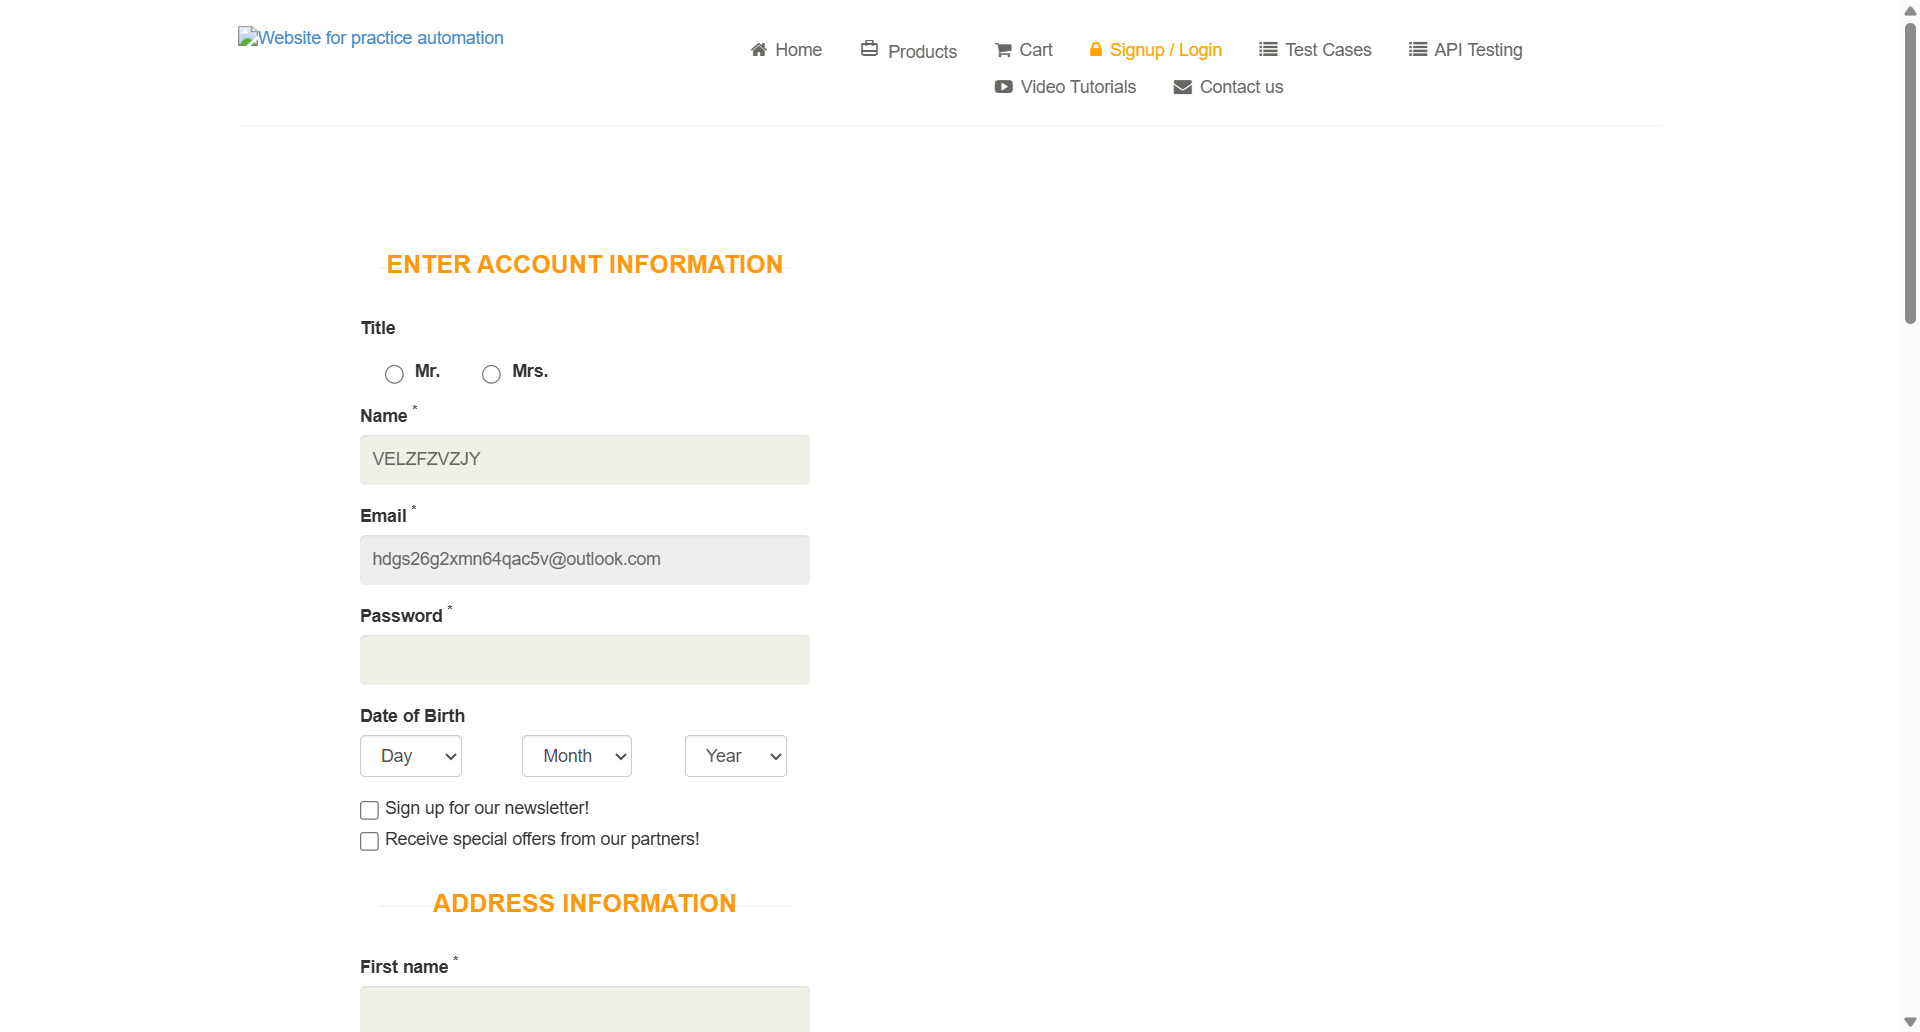 Website for practice automation
Home Products Cart Signup / Login Test Cases API Testing
Video Tutorials Contact us
ENTER ACCOUNT INFORMATION
Title
Mr. Mrs.
Name *
VELZFZVZJY
Email *
hdgs26g2xmn64qac5v@outlook.com
Password *
Date of Birth
Day Month Year
Sign up for our newsletter!
Receive special offers from our partners!
ADDRESS INFORMATION
First name *